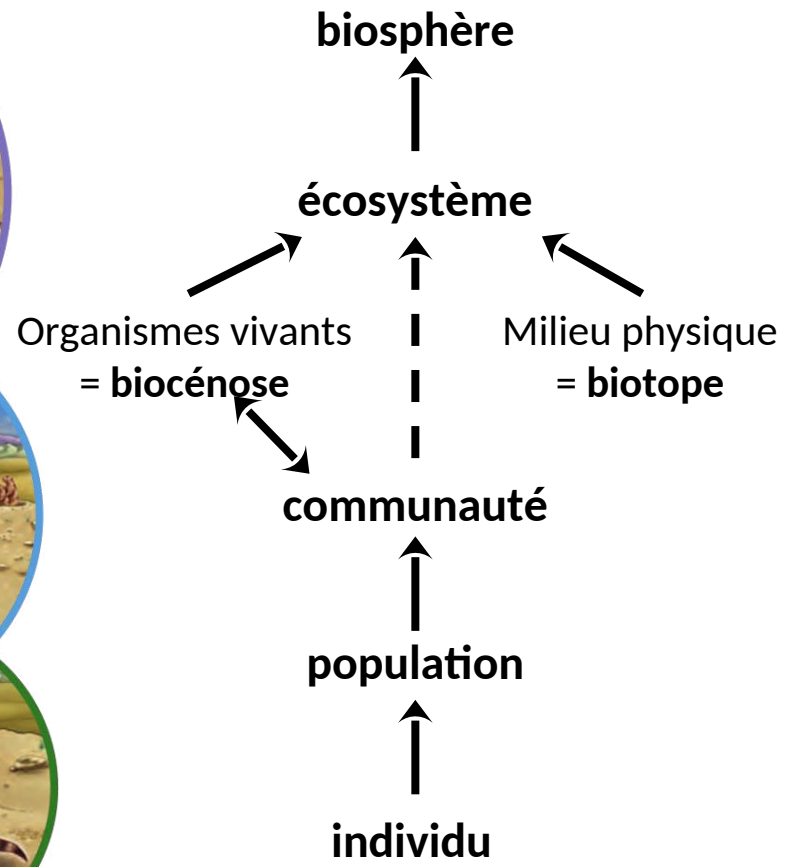 biosphère
écosystème
Organismes vivants
= biocénose
Milieu physique
= biotope
communauté
population
individu